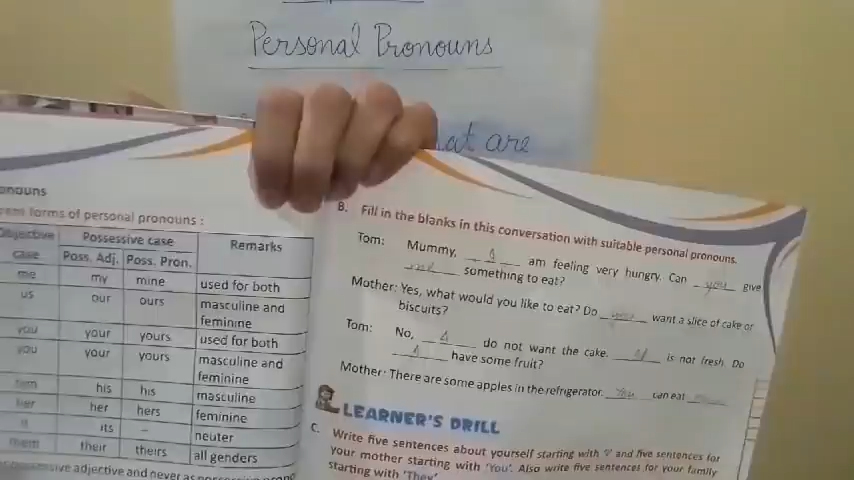 Personal Pronouns
at are
onouns
forms of personal pronouns :
Objective case Possessive case Remarks
Poss. Adj. Poss. Pron.
me my mine used for both
us our ours masculine and feminine
you your yours used for both
you your yours masculine and feminine
him his his masculine
her her hers feminine
it its – neuter
them their theirs all genders
adjective and never as
B. Fill in the blanks in this conversation with suitable personal pronouns.
Tom: Mummy, I am feeling very hungry. Can you give
me something to eat?
Mother: Yes, what would you like to eat? Do you want a slice of cake or
biscuits?
Tom: No, I do not want the cake. It is not fresh. Do
I have some fruit?
Mother: There are some apples in the refrigerator. You can eat
LEARNER'S DRILL
C. Write five sentences about yourself starting with 'I' and five sentences for
your mother starting with 'You'. Also write five sentences for your family
starting with 'They'